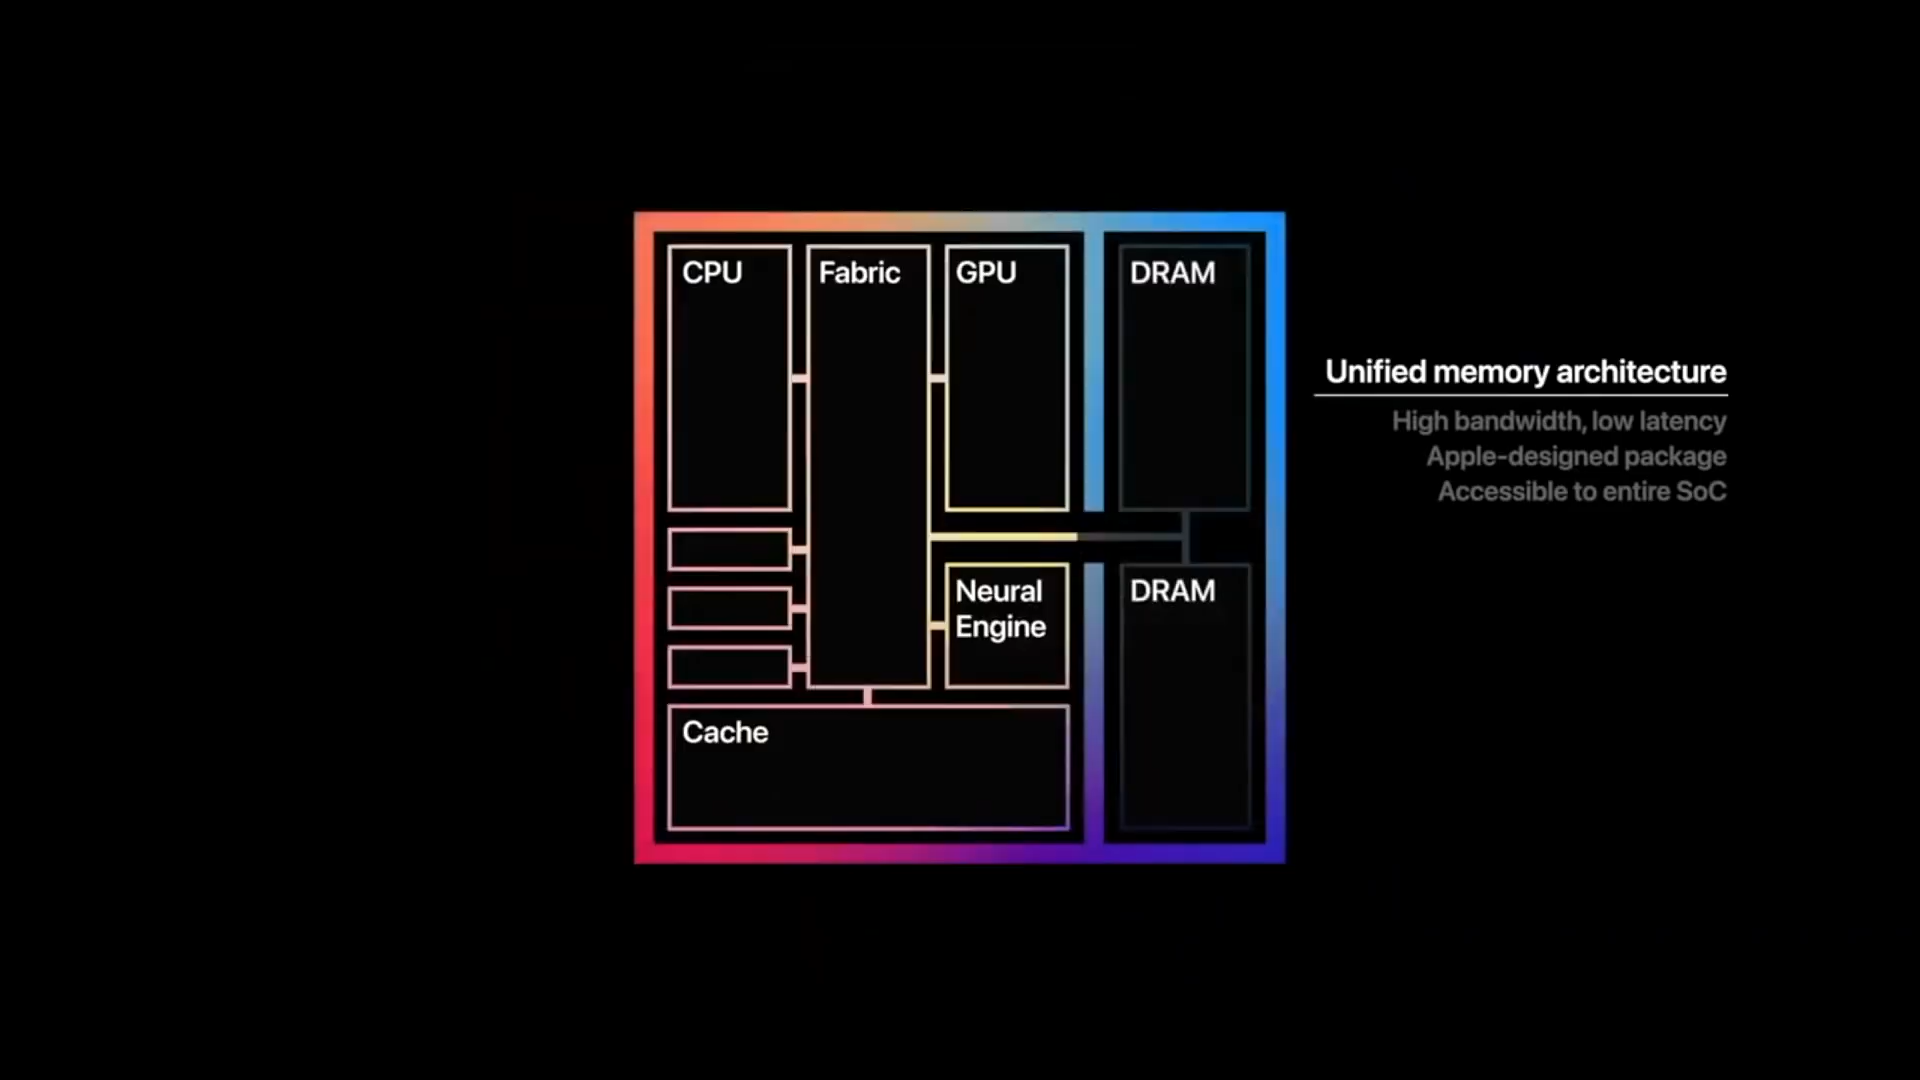 CPU
Fabric
GPU
DRAM
Unified memory architecture
High bandwidth, low latency
Apple-designed package
Accessible to entire SoC
Neural
Engine
DRAM
Cache